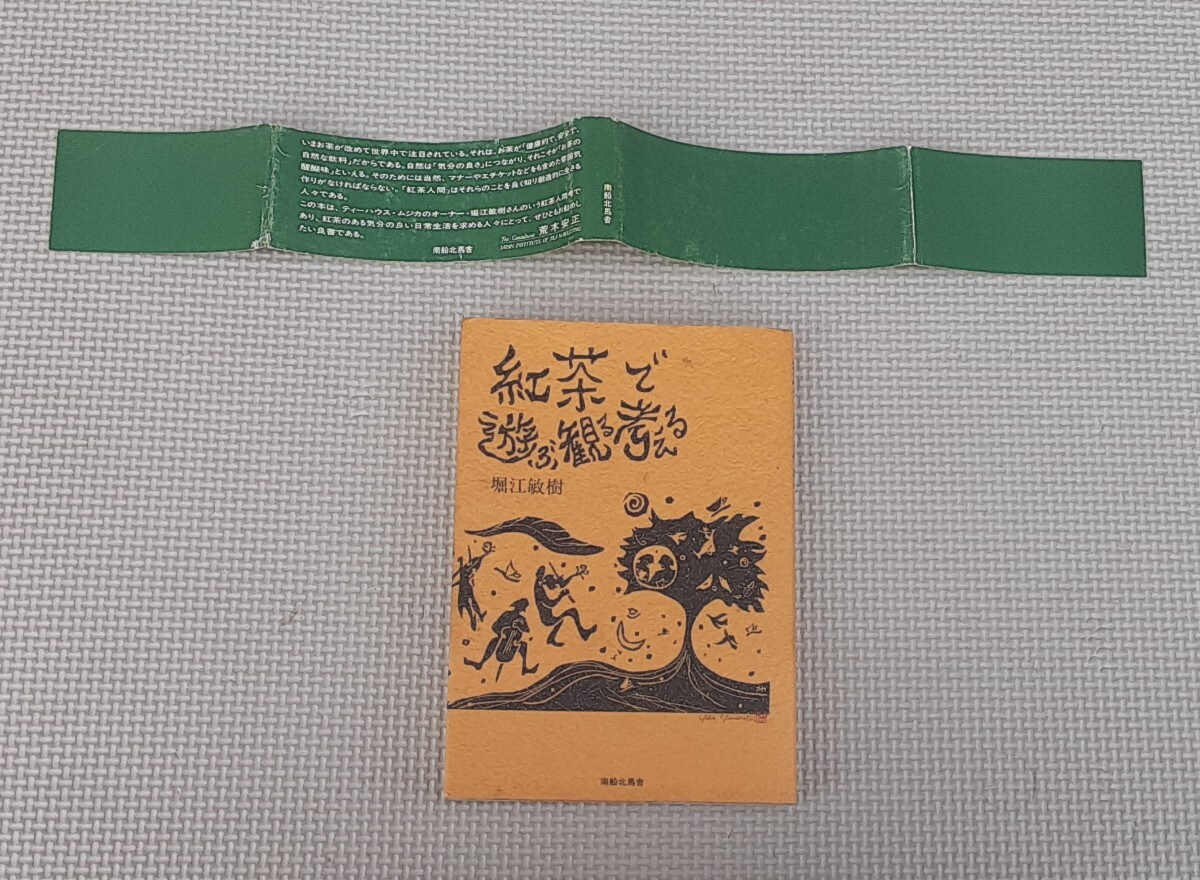 いまお茶が改めて世界中で注目されている。それは、お茶が「健康的で、安全で、
自然な飲料」だからである。自然は「気分の良さ」につながり、それこそが「お茶の
醍醐味」といえる。そのためには当然、マナーやエチケットなどをも含めた雰囲気
作りがなければならない。「紅茶人間」はそれらのことを良く知り創造的に生きる
人々である。
この本は、ティーハウス・ムジカのオーナー・堀江敏樹さんのいう紅茶人間考で
あり、紅茶のある気分の良い日常生活を求める人々にとって、ぜひともお勧めし
たい良書である。
荒木安正
JAPAN INSTITUTE OF TEA
南船北馬舎
南船北馬舎
紅茶で
遊ぶ観る考える
堀江敏樹
南船北馬舎